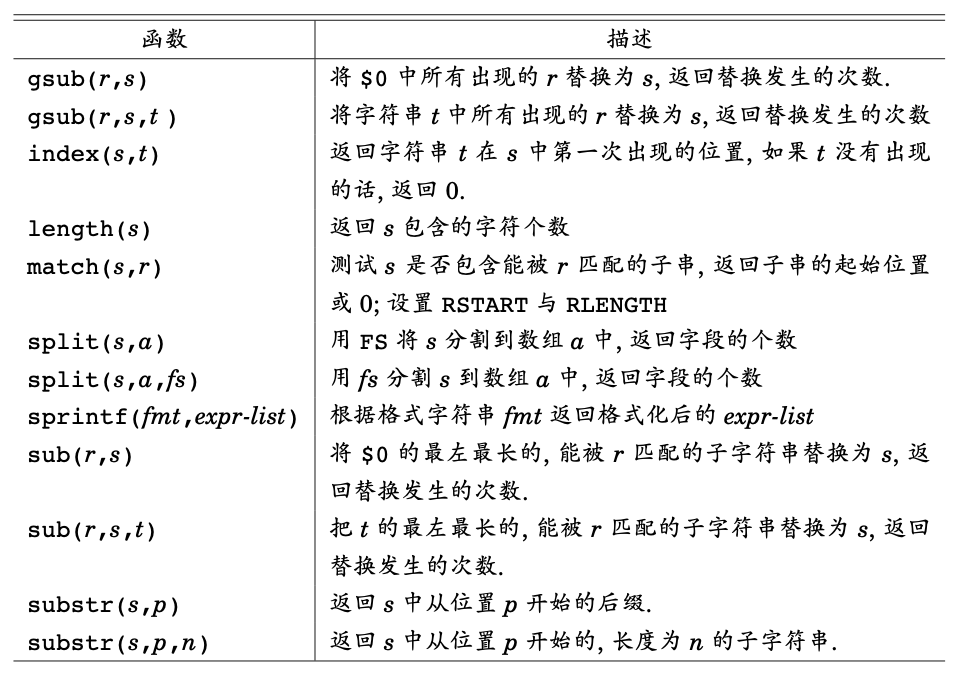 函数 描述
gsub(r,s) 将 $0 中所有出现的 r 替换为 s, 返回替换发生的次数.
gsub(r,s,t ) 将字符串 t 中所有出现的 r 替换为 s, 返回替换发生的次数
index(s,t) 返回字符串 t 在 s 中第一次出现的位置, 如果 t 没有出现
的话, 返回 0.
length(s) 返回 s 包含的字符个数
match(s,r) 测试 s 是否包含能被 r 匹配的子串, 返回子串的起始位置
或 0; 设置 RSTART 与 RLENGTH
split(s,a) 用 FS 将 s 分割到数组 a 中, 返回字段的个数
split(s,a,fs) 用 fs 分割 s 到数组 a 中, 返回字段的个数
sprintf(fmt,expr-list) 根据格式字符串 fmt 返回格式化后的 expr-list
sub(r,s) 将 $0 的最左最长的, 能被 r 匹配的子字符串替换为 s, 返
回替换发生的次数.
sub(r,s,t) 把 t 的最左最长的, 能被 r 匹配的子字符串替换为 s, 返回
替换发生的次数.
substr(s,p) 返回 s 中从位置 p 开始的后缀.
substr(s,p,n) 返回 s 中从位置 p 开始的, 长度为 n 的子字符串.